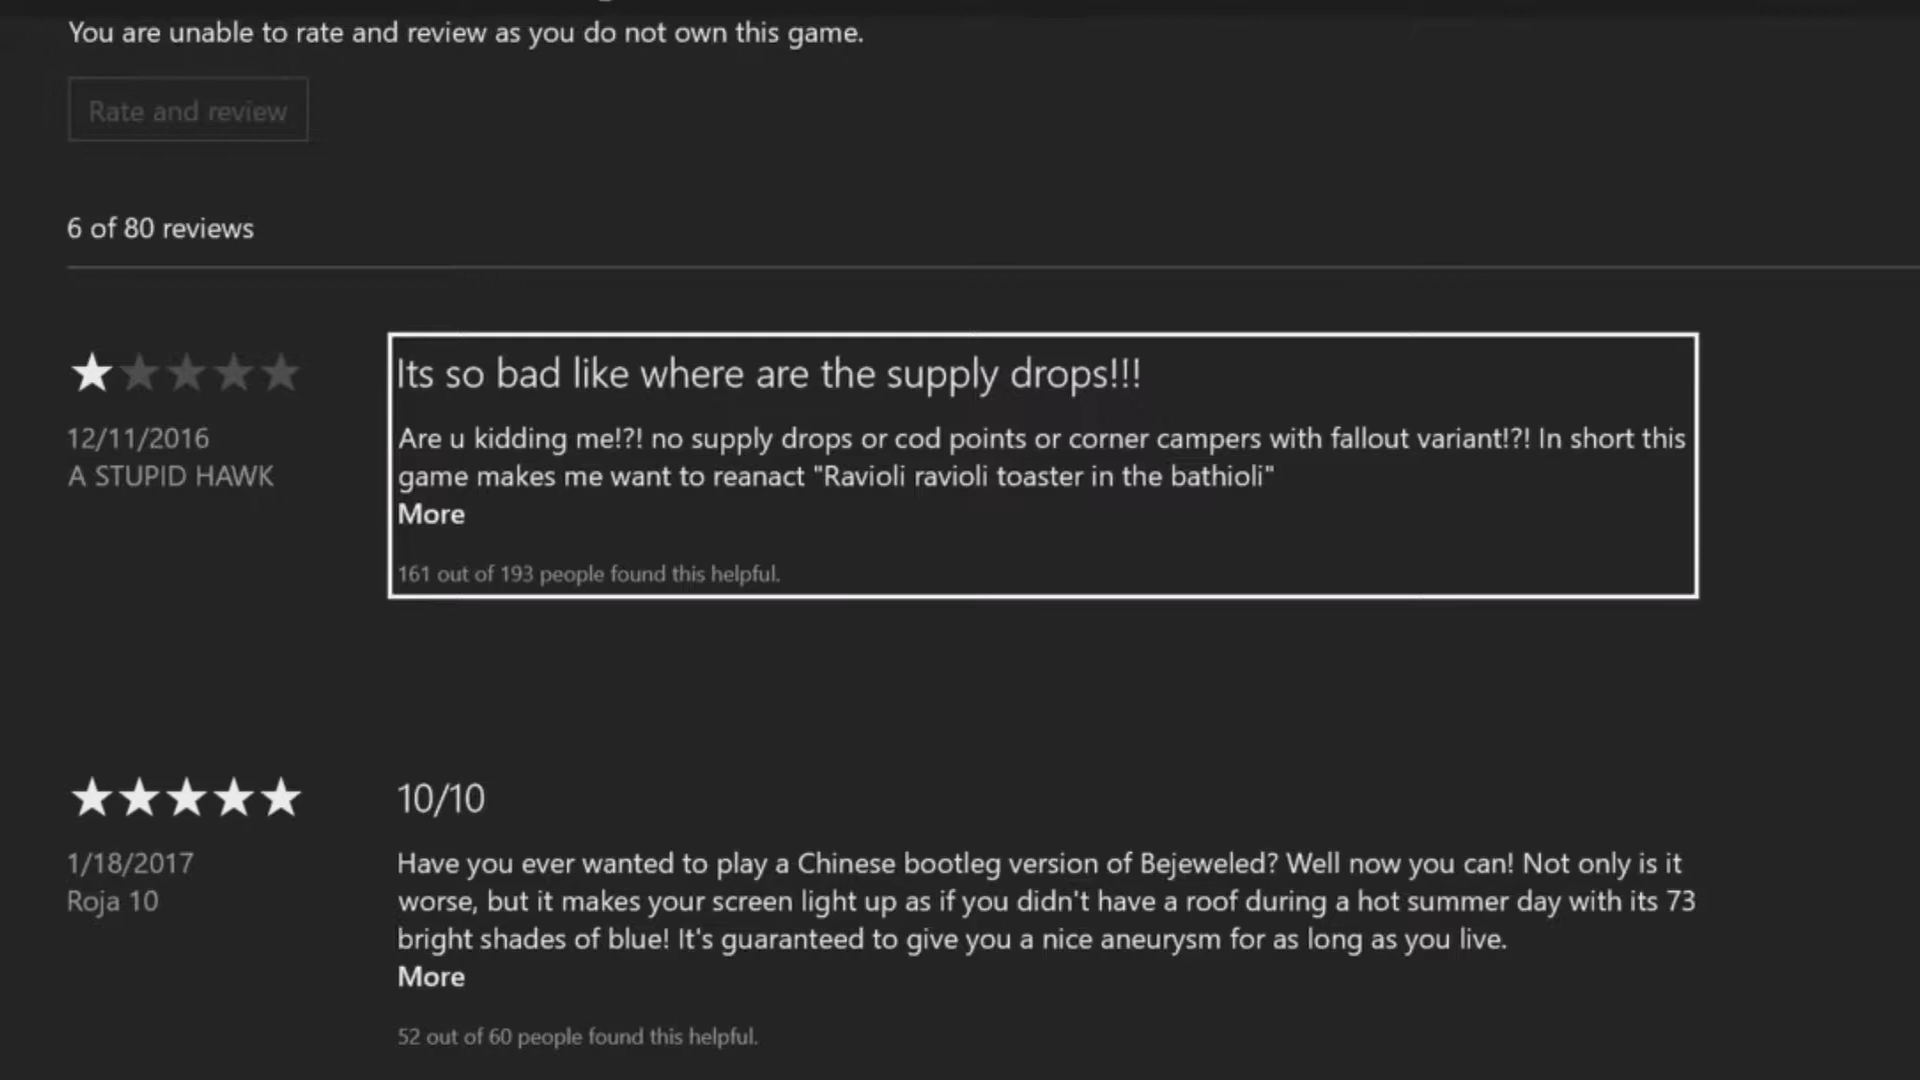 You are unable to rate and review as you do not own this game.
Rate and review
6 of 80 reviews
Its so bad like where are the supply drops!!!
12/11/2016
A STUPID HAWK
Are u kidding me!?! no supply drops or cod points or corner campers with fallout variant!?! In short this
game makes me want to reanact "Ravioli ravioli toaster in the bathioli"
More
161 out of 193 people found this helpful.
10/10
1/18/2017
Roja 10
Have you ever wanted to play a Chinese bootleg version of Bejeweled? Well now you can! Not only is it
worse, but it makes your screen light up as if you didn't have a roof during a hot summer day with its 73
bright shades of blue! It's guaranteed to give you a nice aneurysm for as long as you live.
More
52 out of 60 people found this helpful.